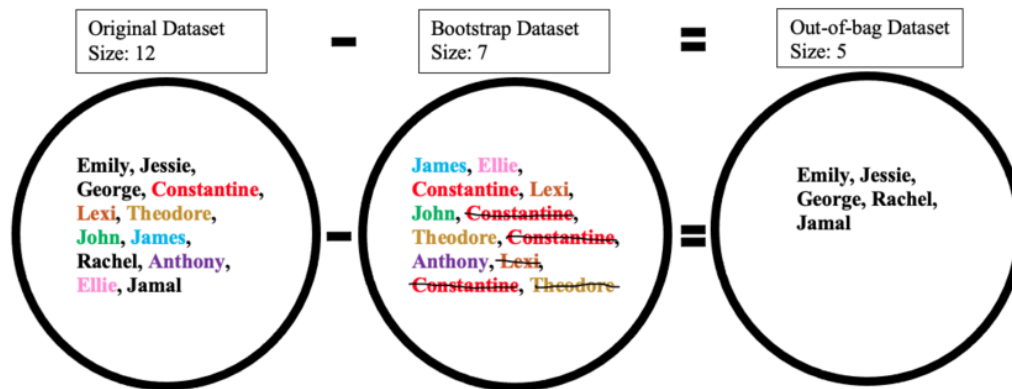 Original Dataset
Size: 12
Bootstrap Dataset
Size: 7
Out-of-bag Dataset
Size: 5
Emily, Jessie,
George, Constantine,
Lexi, Theodore,
John, James,
Rachel, Anthony,
Ellie, Jamal
James, Ellie,
Constantine, Lexi,
John, Constantine,
Theodore, Constantine,
Anthony, Lexi,
Constantine, Theodore
Emily, Jessie,
George, Rachel,
Jamal